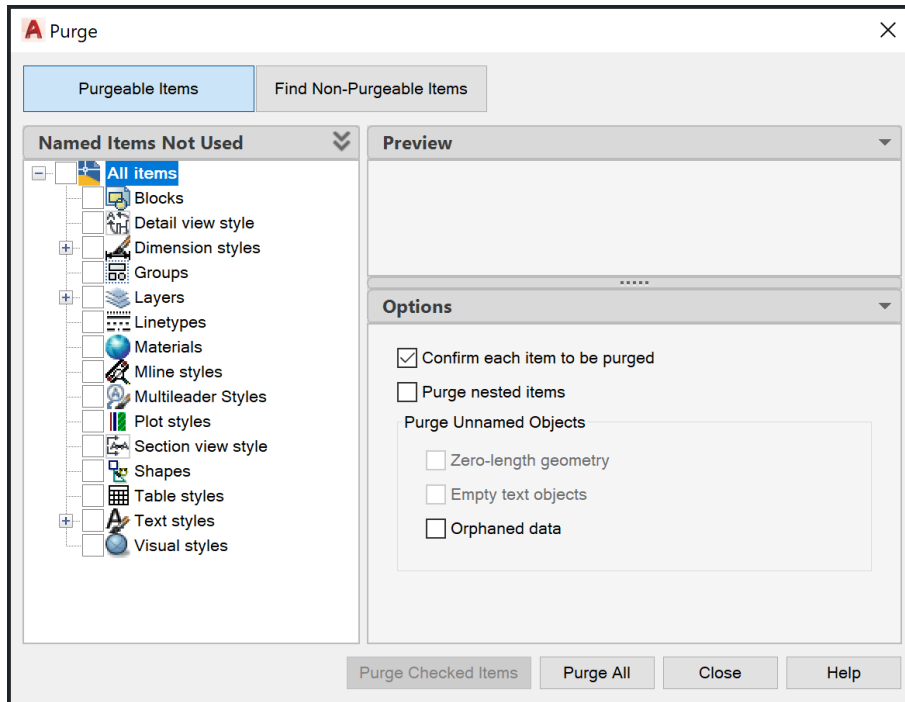 Purge
Purgeable Items
Find Non-Purgeable Items
Named Items Not Used
All items
Blocks
Detail view style
Dimension styles
Groups
Layers
Linetypes
Materials
Mline styles
Multileader Styles
Plot styles
Section view style
Shapes
Table styles
Text styles
Visual styles
Preview
Options
Confirm each item to be purged
Purge nested items
Purge Unnamed Objects
Zero-length geometry
Empty text objects
Orphaned data
Purge Checked Items
Purge All
Close
Help